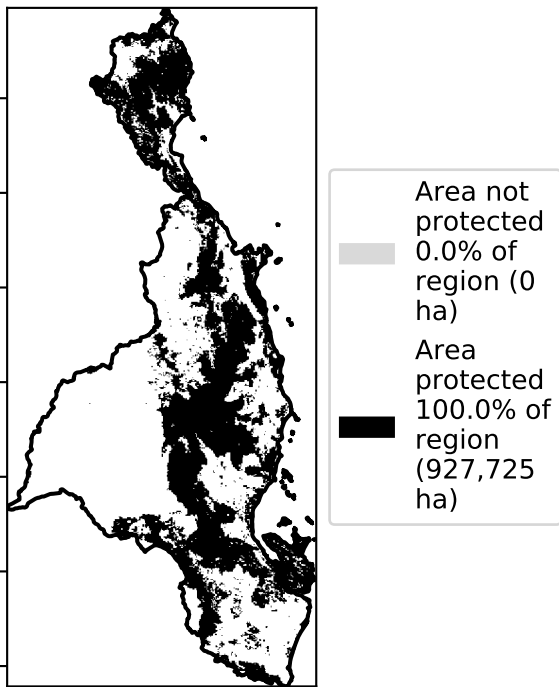 Area not
protected
0.0% of
region (0
ha)
Area
protected
100.0% of
region
(927,725
ha)